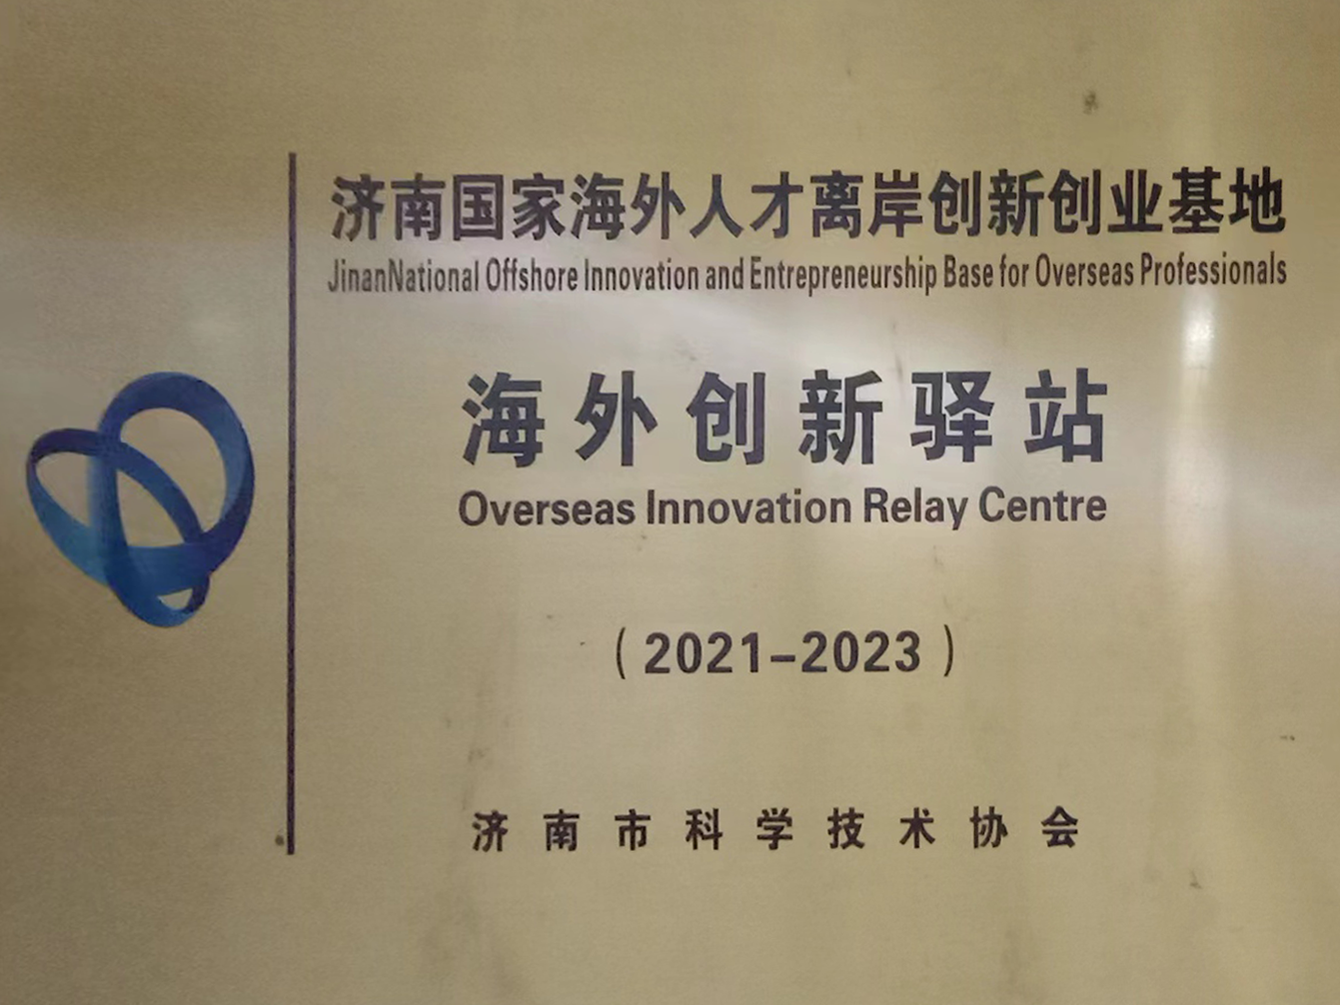 济南国家海外人才离岸创新创业基地
JinanNational Offshore Innovation and Entrepreneurship Base for Overseas Professionals
海外创新驿站
Overseas Innovation Relay Centre
（2021-2023）
济南市科学技术协会